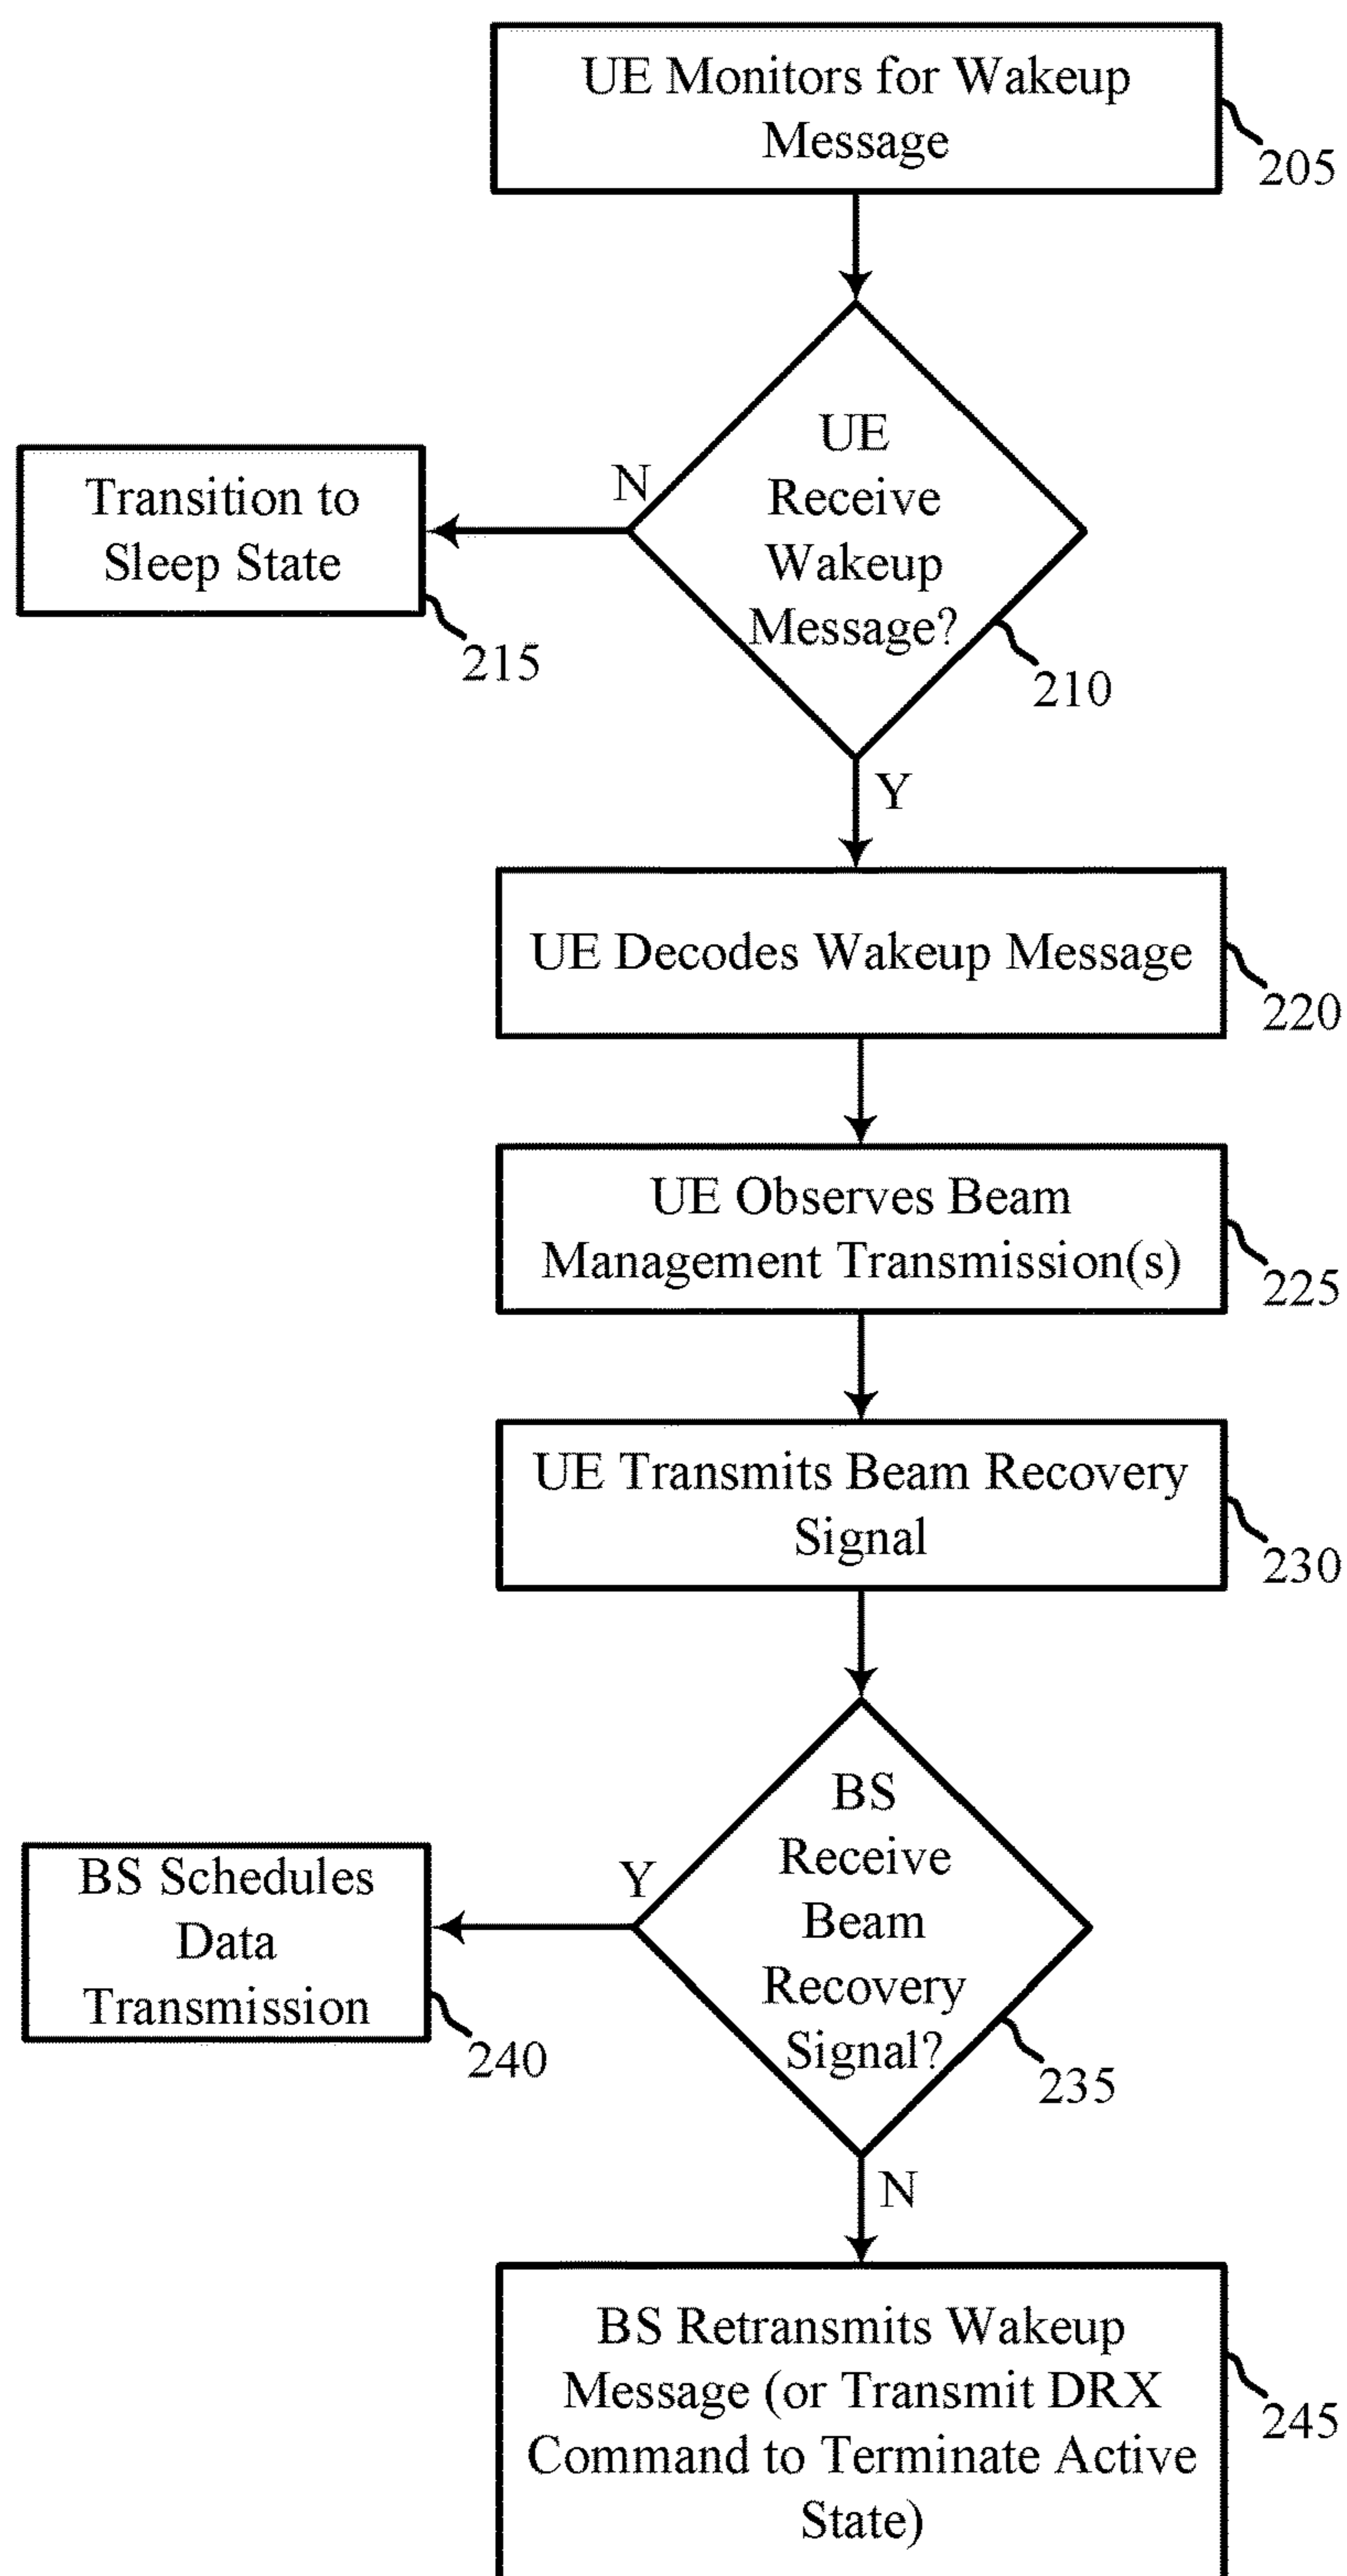 UE Monitors for Wakeup
Message
205
UE
Receive
Wakeup
Message?
210
N
Transition to
Sleep State
215
Y
UE Decodes Wakeup Message
220
UE Observes Beam
Management Transmission(s)
225
UE Transmits Beam Recovery
Signal
230
BS
Receive
Beam
Recovery
Signal?
235
Y
BS Schedules
Data
Transmission
240
N
BS Retransmits Wakeup
Message (or Transmit DRX
Command to Terminate Active
State)
245